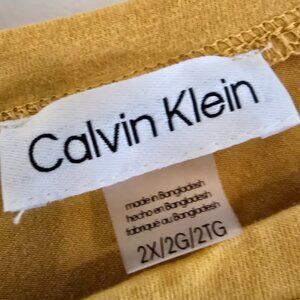 Calvin Klein
made in Bangladesh
hecho en Bangladesh
fabriqué au Bangladesh
2X/2G/2TG